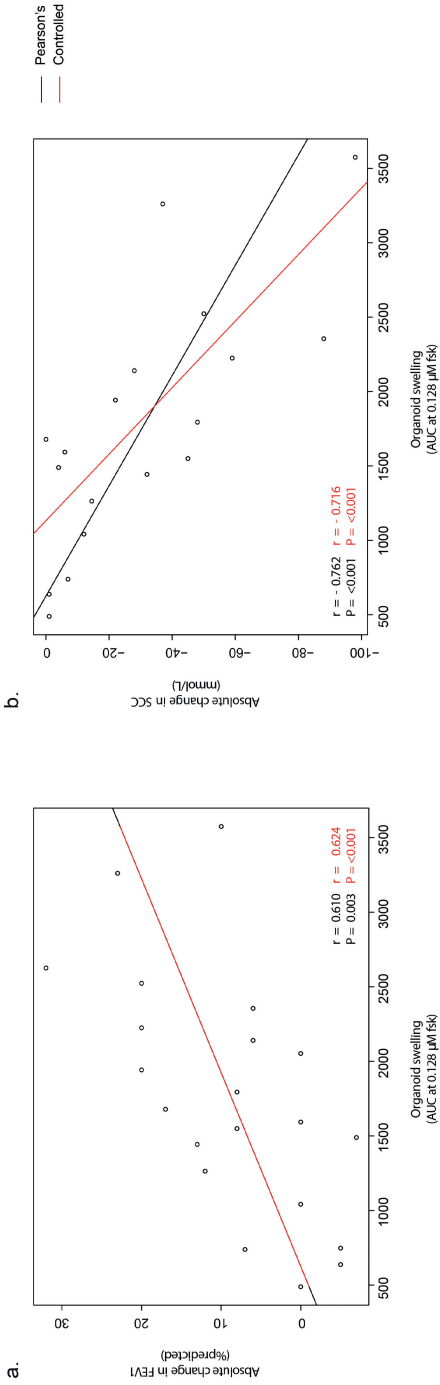 a.
Absolute change in FEV1
(%predicted)
30
20
10
0
500
1000
1500
2000
2500
3000
3500
r = 0.610 r = 0.624
P = 0.003 P = <0.001
Organoid swelling
(AUC at 0.128 µM fsk)
b.
Absolute change in SCC
(mmol/L)
0
−20
−40
−60
−80
−100
500
1000
1500
2000
2500
3000
3500
r = - 0.762 r = - 0.716
P = <0.001 P = <0.001
Organoid swelling
(AUC at 0.128 µM fsk)
Pearson's
Controlled